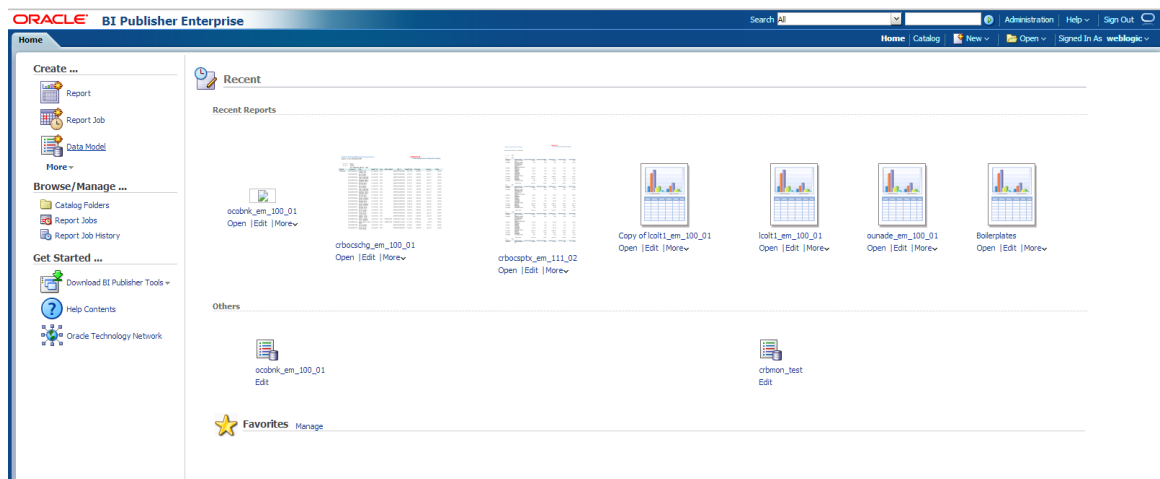 ORACLE BI Publisher Enterprise
Search All
Administration Help Sign Out
Home
Home Catalog New Open Signed In As weblogic
Create ...
Report
Report Job
Data Model
More
Browse/Manage ...
Catalog Folders
Report Jobs
Report Job History
Get Started ...
Download BI Publisher Tools
Help Contents
Oracle Technology Network
Recent
Recent Reports
ocobnk_em_100_01
Open |Edit |More
crbocschg_em_100_01
Open |Edit |More
crbocsptx_em_111_02
Open |Edit |More
Copy of lcolt1_em_100_01
Open |Edit |More
lcolt1_em_100_01
Open |Edit |More
ounade_em_100_01
Open |Edit |More
Boilerplates
Open |Edit |More
Others
ocobnk_em_100_01
Edit
crbmon_test
Edit
Favorites Manage